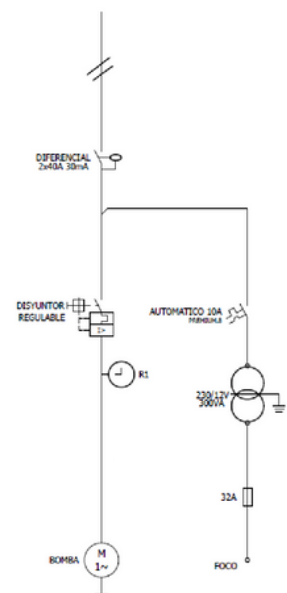 DIFERENCIAL
2x40A 30mA
DISYUNTOR
REGULABLE
I>
R1
AUTOMATICO 10A
230/12V
300VA
32A
M
1~
BOMBA
FOCO